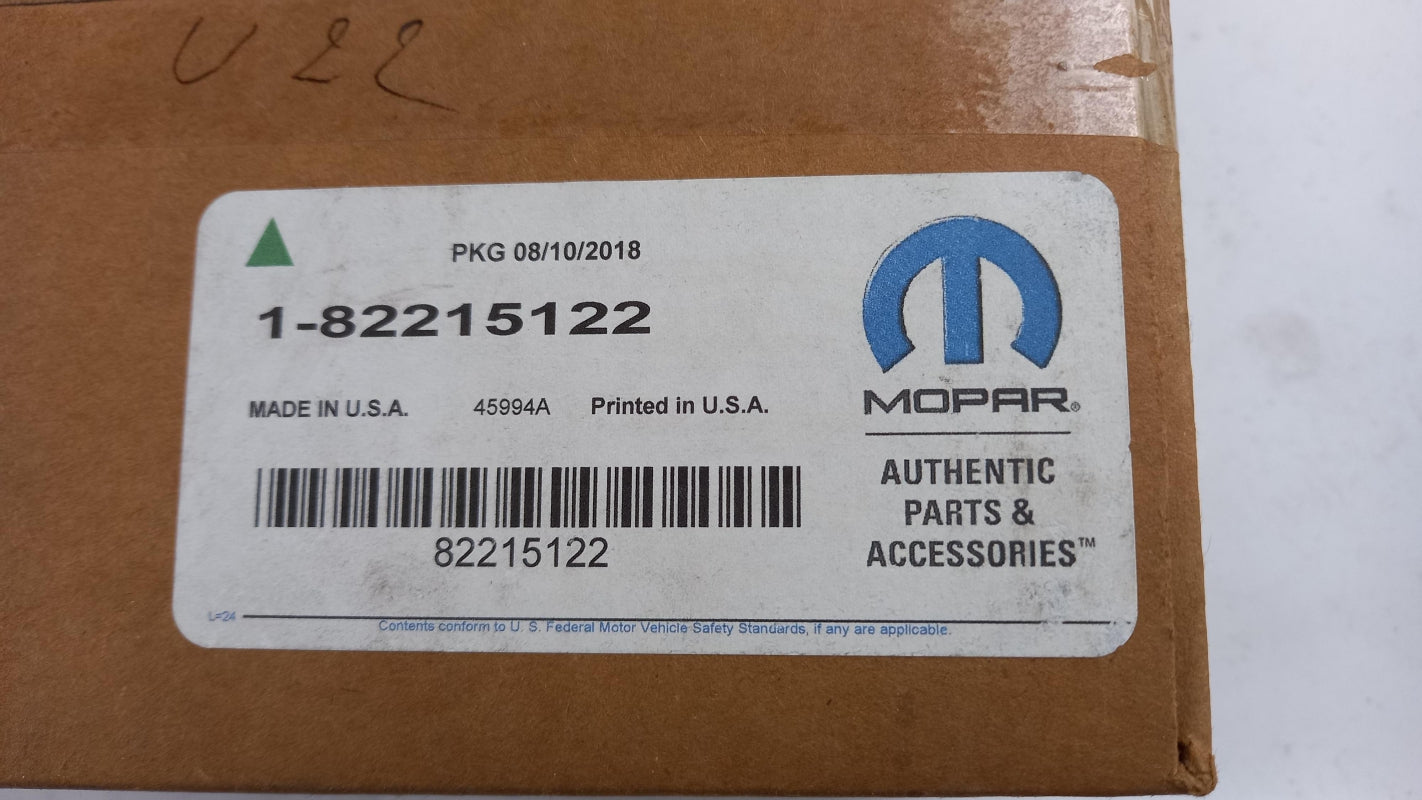 U 22
PKG 08/10/2018
1-82215122
MADE IN U.S.A. 45994A Printed in U.S.A.
82215122
MOPAR®
AUTHENTIC
PARTS &
ACCESSORIES™
L=24
Contents conform to U. S. Federal Motor Vehicle Safety Standards, if any are applicable.